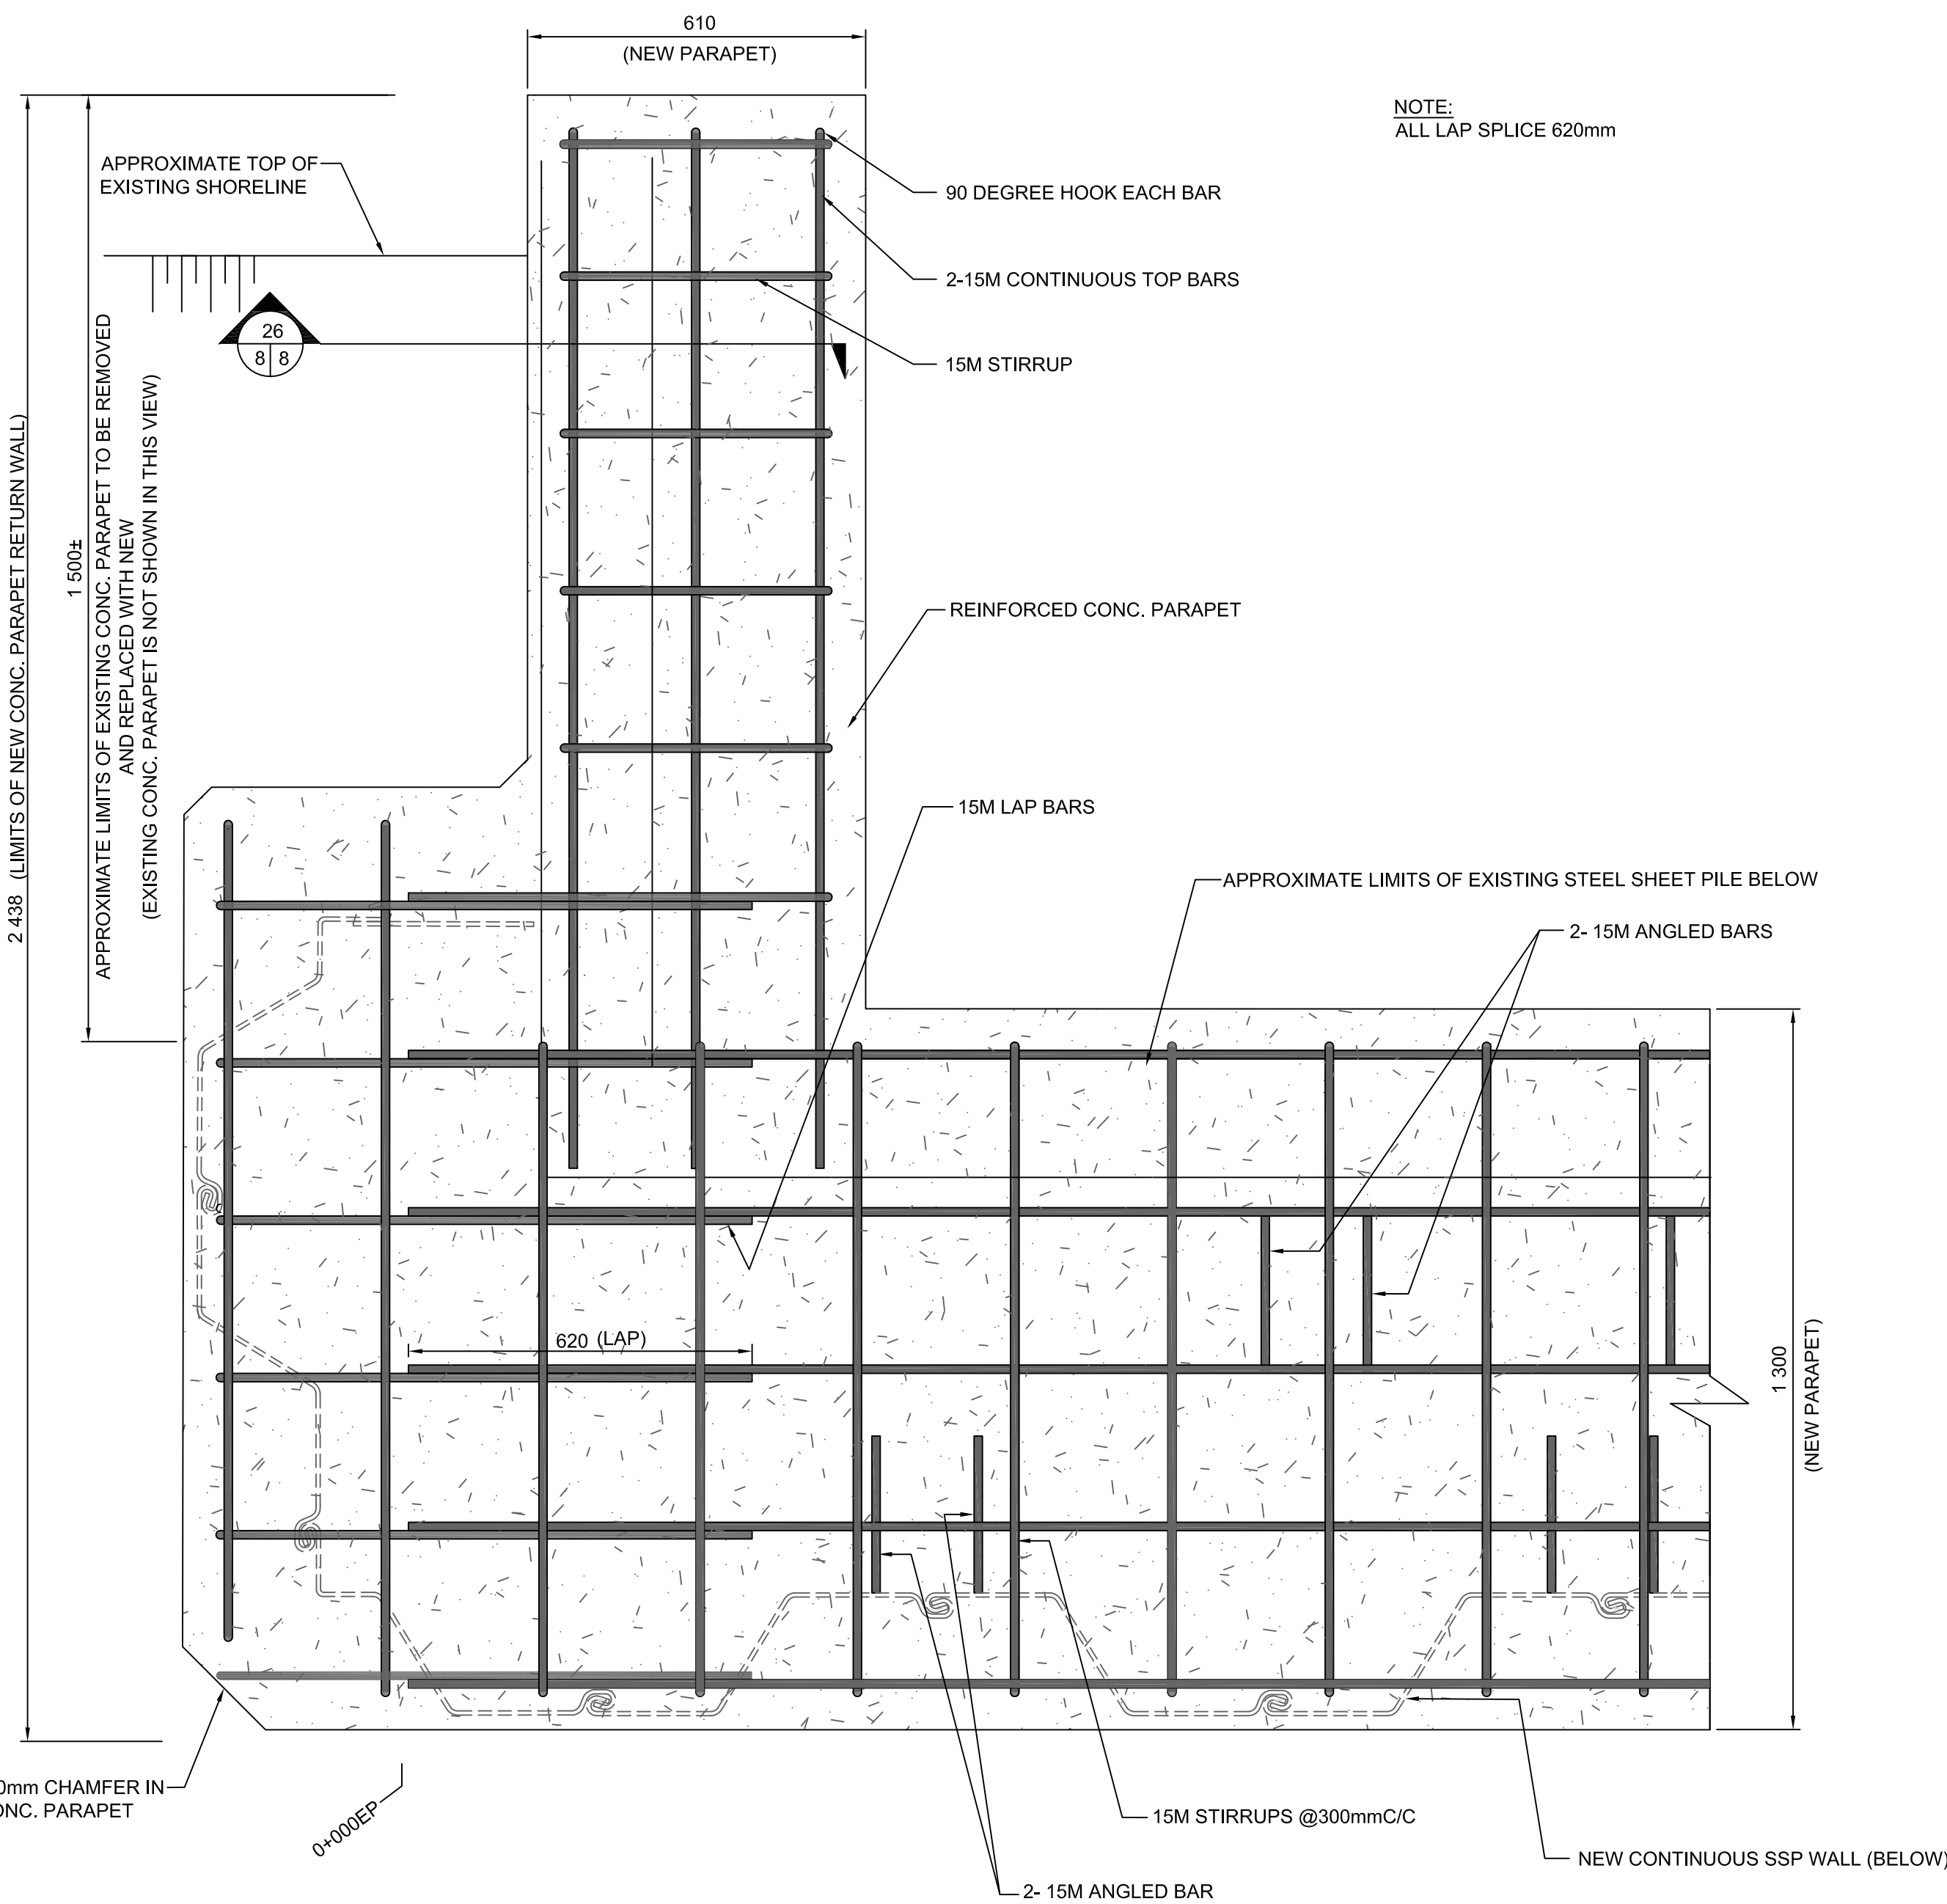 610
(NEW PARAPET)
NOTE:
ALL LAP SPLICE 620mm
APPROXIMATE TOP OF
EXISTING SHORELINE
90 DEGREE HOOK EACH BAR
2-15M CONTINUOUS TOP BARS
26
8 8
15M STIRRUP
2 438 (LIMITS OF NEW CONC. PARAPET RETURN WALL)
1 500±
APPROXIMATE LIMITS OF EXISTING CONC. PARAPET TO BE REMOVED
AND REPLACED WITH NEW
(EXISTING CONC. PARAPET IS NOT SHOWN IN THIS VIEW)
REINFORCED CONC. PARAPET
15M LAP BARS
APPROXIMATE LIMITS OF EXISTING STEEL SHEET PILE BELOW
2- 15M ANGLED BARS
620 (LAP)
1 300
(NEW PARAPET)
0mm CHAMFER IN
ONC. PARAPET
0+000EP
15M STIRRUPS @300mmC/C
NEW CONTINUOUS SSP WALL (BELOW)
2- 15M ANGLED BAR